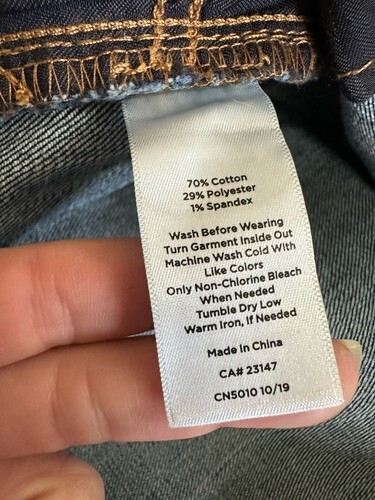 70% Cotton
29% Polyester
1% Spandex
Wash Before Wearing
Turn Garment Inside Out
Machine Wash Cold With
Like Colors
Only Non-Chlorine Bleach
When Needed
Tumble Dry Low
Warm Iron, If Needed
Made in China
CA# 23147
CN5010 10/19